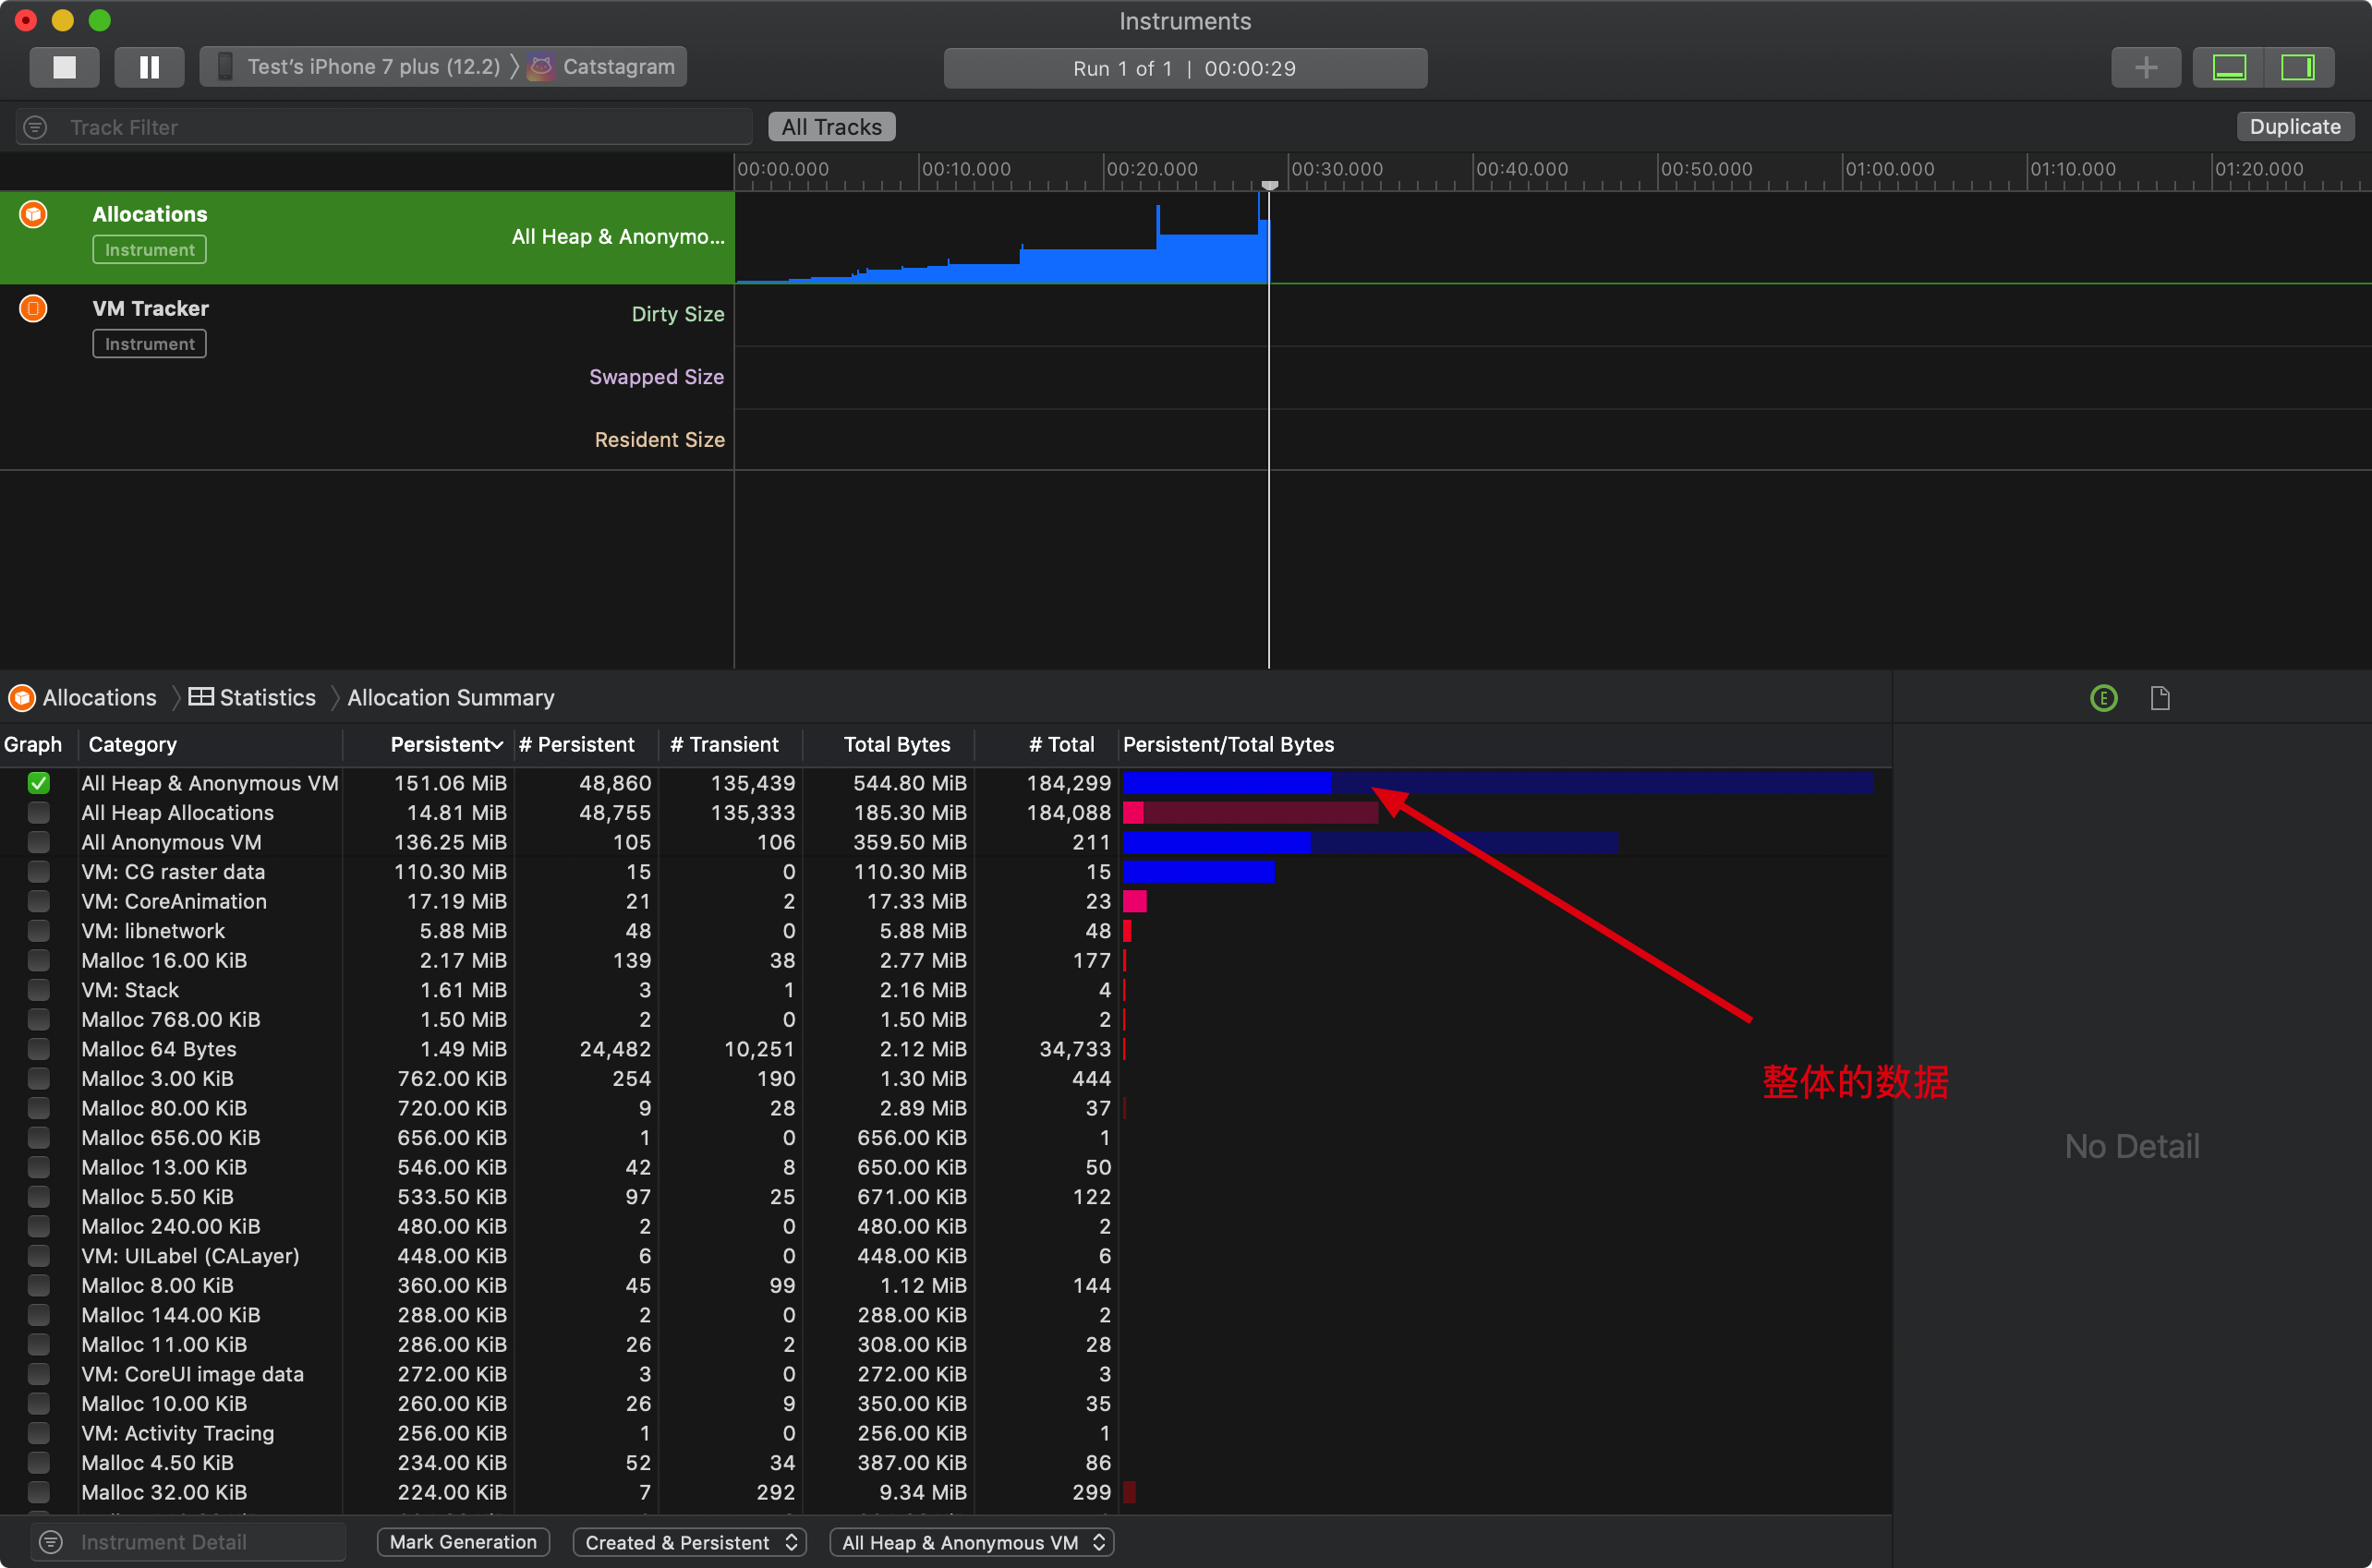 Instruments
Test’s iPhone 7 plus (12.2) Catstagram
Run 1 of 1 | 00:00:29
Track Filter
All Tracks
Duplicate
00:00.000 00:10.000 00:20.000 00:30.000 00:40.000 00:50.000 01:00.000 01:10.000 01:20.000
Allocations
Instrument
All Heap & Anonymo...
VM Tracker
Instrument
Dirty Size
Swapped Size
Resident Size
Allocations Statistics Allocation Summary
E
Graph Category Persistent # Persistent # Transient Total Bytes # Total Persistent/Total Bytes
All Heap & Anonymous VM 151.06 MiB 48,860 135,439 544.80 MiB 184,299
All Heap Allocations 14.81 MiB 48,755 135,333 185.30 MiB 184,088
All Anonymous VM 136.25 MiB 105 106 359.50 MiB 211
VM: CG raster data 110.30 MiB 15 0 110.30 MiB 15
VM: CoreAnimation 17.19 MiB 21 2 17.33 MiB 23
VM: libnetwork 5.88 MiB 48 0 5.88 MiB 48
Malloc 16.00 KiB 2.17 MiB 139 38 2.77 MiB 177
VM: Stack 1.61 MiB 3 1 2.16 MiB 4
Malloc 768.00 KiB 1.50 MiB 2 0 1.50 MiB 2
Malloc 64 Bytes 1.49 MiB 24,482 10,251 2.12 MiB 34,733
Malloc 3.00 KiB 762.00 KiB 254 190 1.30 MiB 444
整体的数据
Malloc 80.00 KiB 720.00 KiB 9 28 2.89 MiB 37
Malloc 656.00 KiB 656.00 KiB 1 0 656.00 KiB 1
No Detail
Malloc 13.00 KiB 546.00 KiB 42 8 650.00 KiB 50
Malloc 5.50 KiB 533.50 KiB 97 25 671.00 KiB 122
Malloc 240.00 KiB 480.00 KiB 2 0 480.00 KiB 2
VM: UILabel (CALayer) 448.00 KiB 6 0 448.00 KiB 6
Malloc 8.00 KiB 360.00 KiB 45 99 1.12 MiB 144
Malloc 144.00 KiB 288.00 KiB 2 0 288.00 KiB 2
Malloc 11.00 KiB 286.00 KiB 26 2 308.00 KiB 28
VM: CoreUI image data 272.00 KiB 3 0 272.00 KiB 3
Malloc 10.00 KiB 260.00 KiB 26 9 350.00 KiB 35
VM: Activity Tracing 256.00 KiB 1 0 256.00 KiB 1
Malloc 4.50 KiB 234.00 KiB 52 34 387.00 KiB 86
Malloc 32.00 KiB 224.00 KiB 7 292 9.34 MiB 299
Instrument Detail
Mark Generation
Created & Persistent
All Heap & Anonymous VM